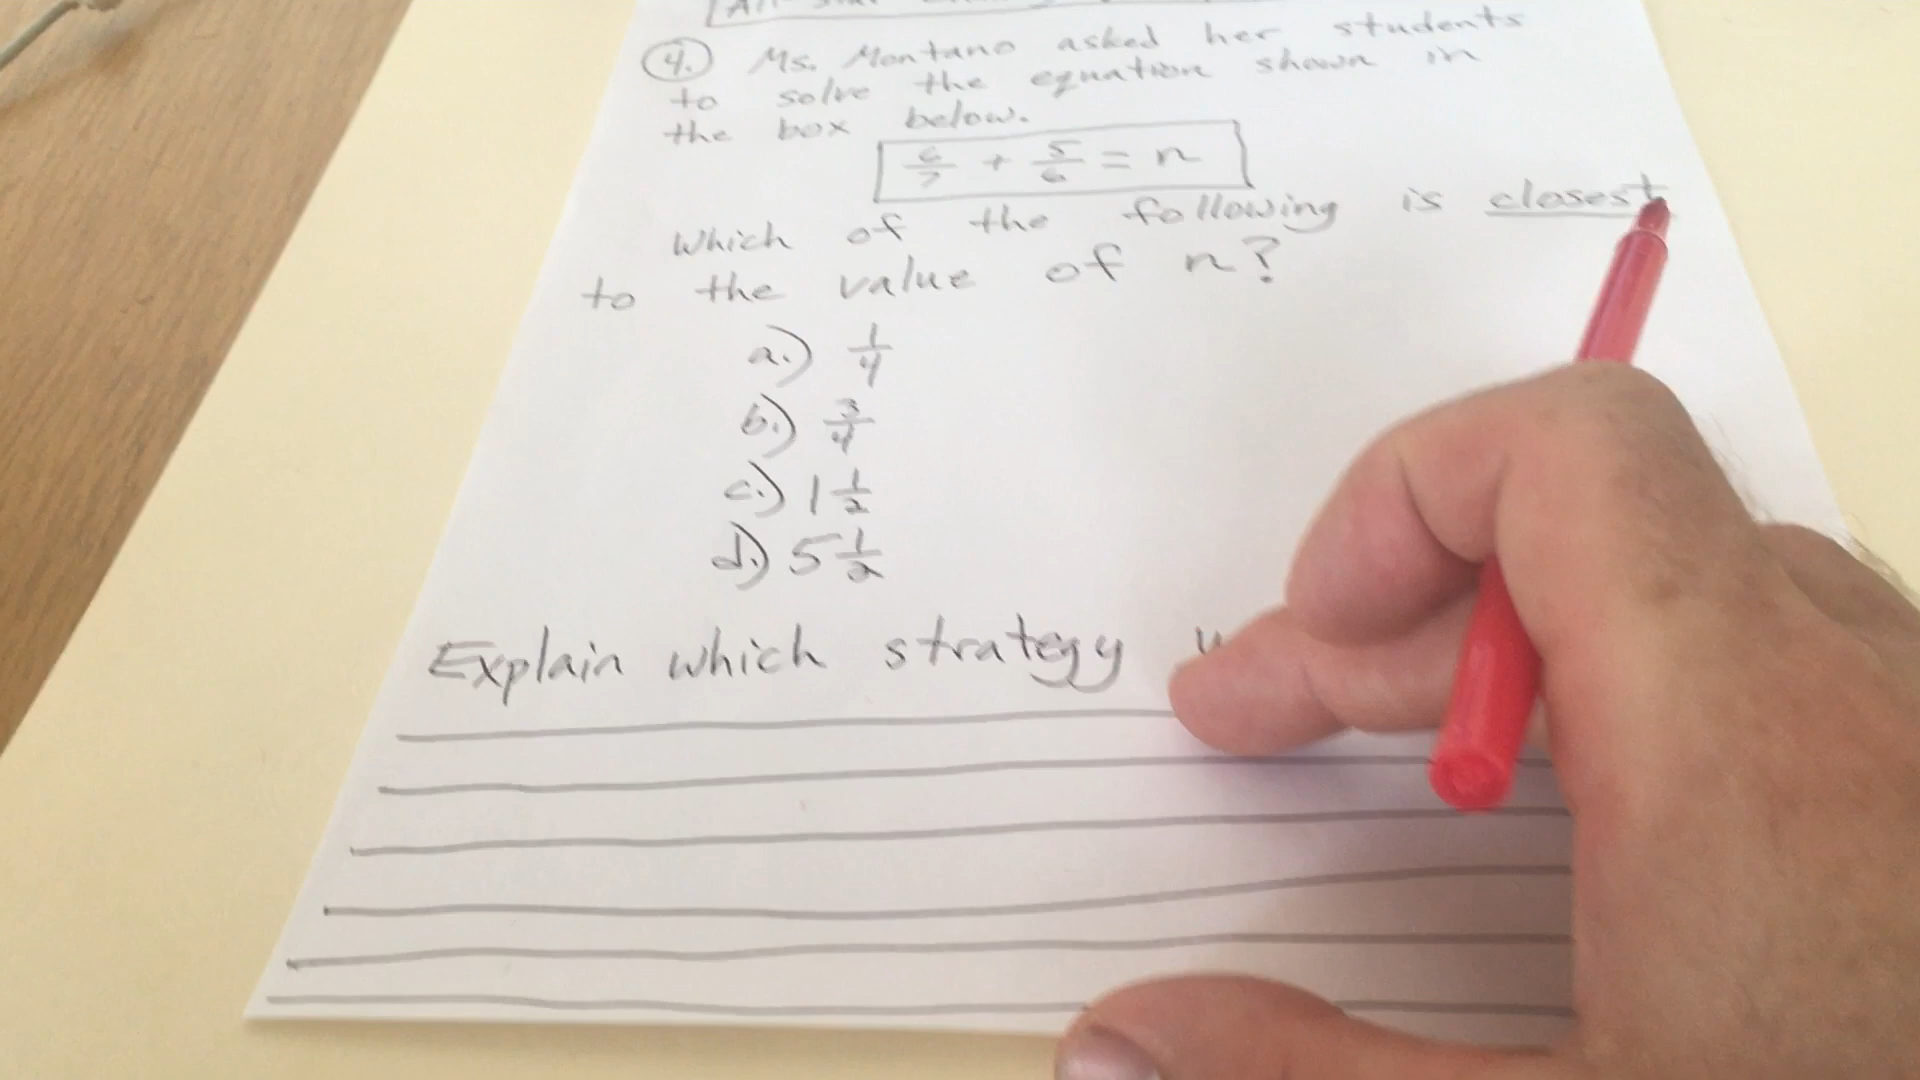 All-Star
4. Ms. Montano asked her students
to solve the equation shown in
the box below.
6/7 + 5/6 = n
Which of the following is closest
to the value of n?
a.) 1/4
b.) 3/4
c.) 1 1/2
d.) 5 1/2
Explain which strategy